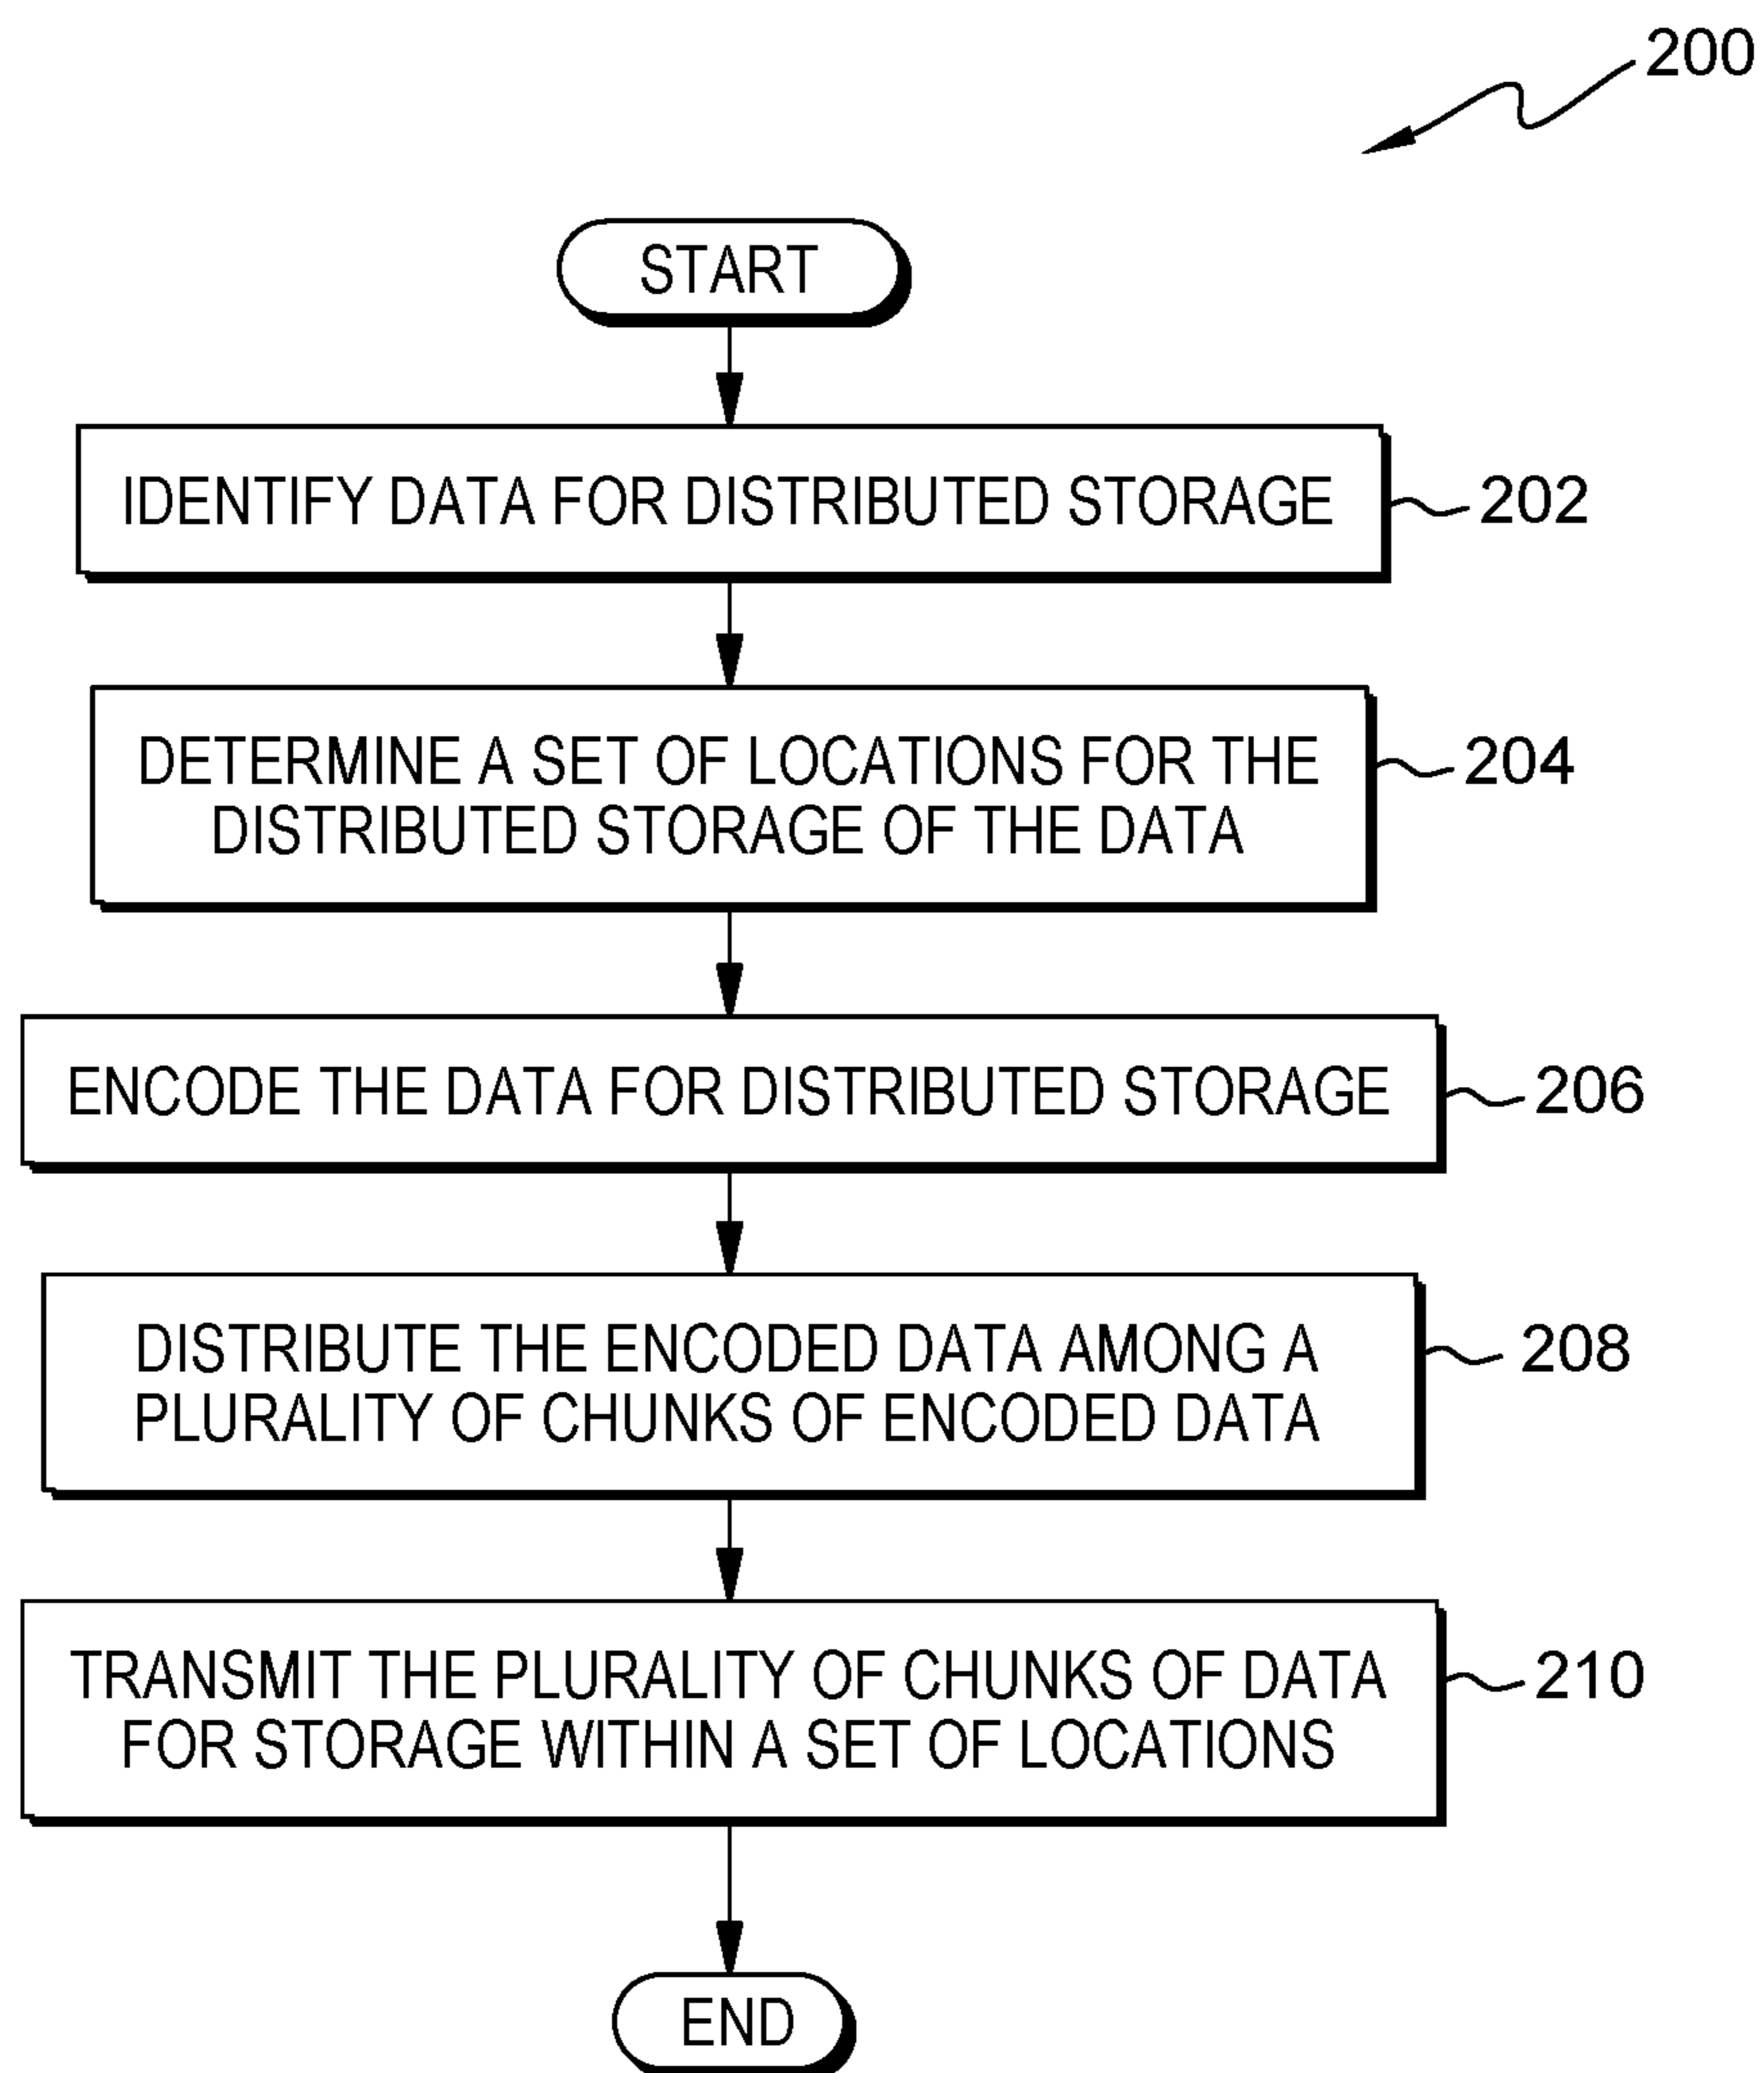 200
START
IDENTIFY DATA FOR DISTRIBUTED STORAGE
202
DETERMINE A SET OF LOCATIONS FOR THE
DISTRIBUTED STORAGE OF THE DATA
204
ENCODE THE DATA FOR DISTRIBUTED STORAGE
206
DISTRIBUTE THE ENCODED DATA AMONG A
PLURALITY OF CHUNKS OF ENCODED DATA
208
TRANSMIT THE PLURALITY OF CHUNKS OF DATA
FOR STORAGE WITHIN A SET OF LOCATIONS
210
END